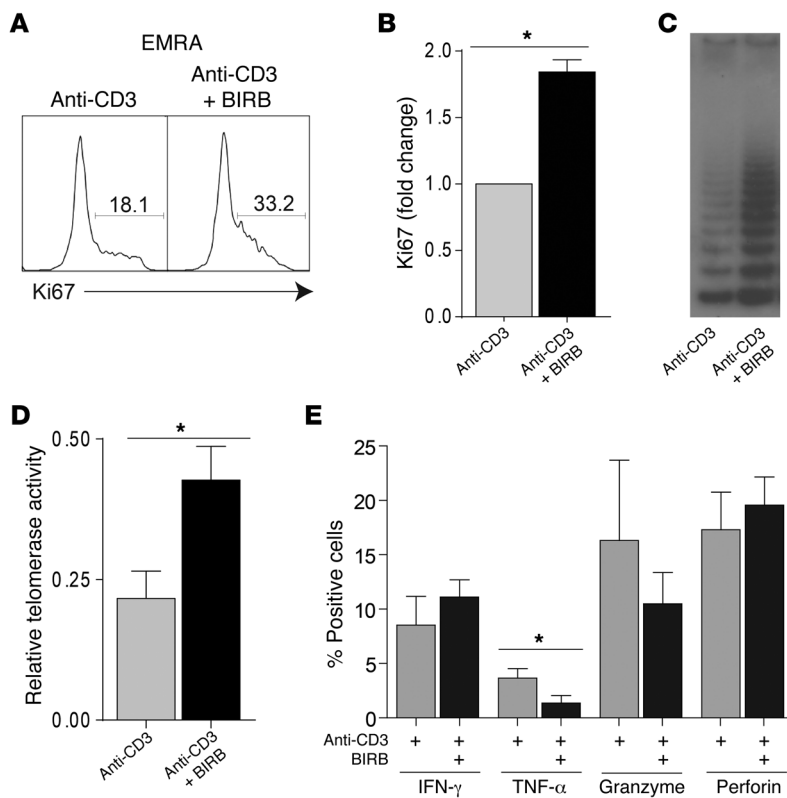 A
EMRA
Anti-CD3
Anti-CD3
+ BIRB
18.1
33.2
Ki67
B
*
2.0
1.5
1.0
0.5
0.0
Ki67 (fold change)
Anti-CD3
Anti-CD3
+ BIRB
C
Anti-CD3
Anti-CD3
+ BIRB
D
*
0.50
0.25
0.00
Relative telomerase activity
Anti-CD3
Anti-CD3
+ BIRB
E
25
20
15
10
5
0
% Positive cells
*
Anti-CD3 + + + + + + + +
BIRB + + + +
IFN-γ TNF-α Granzyme Perforin